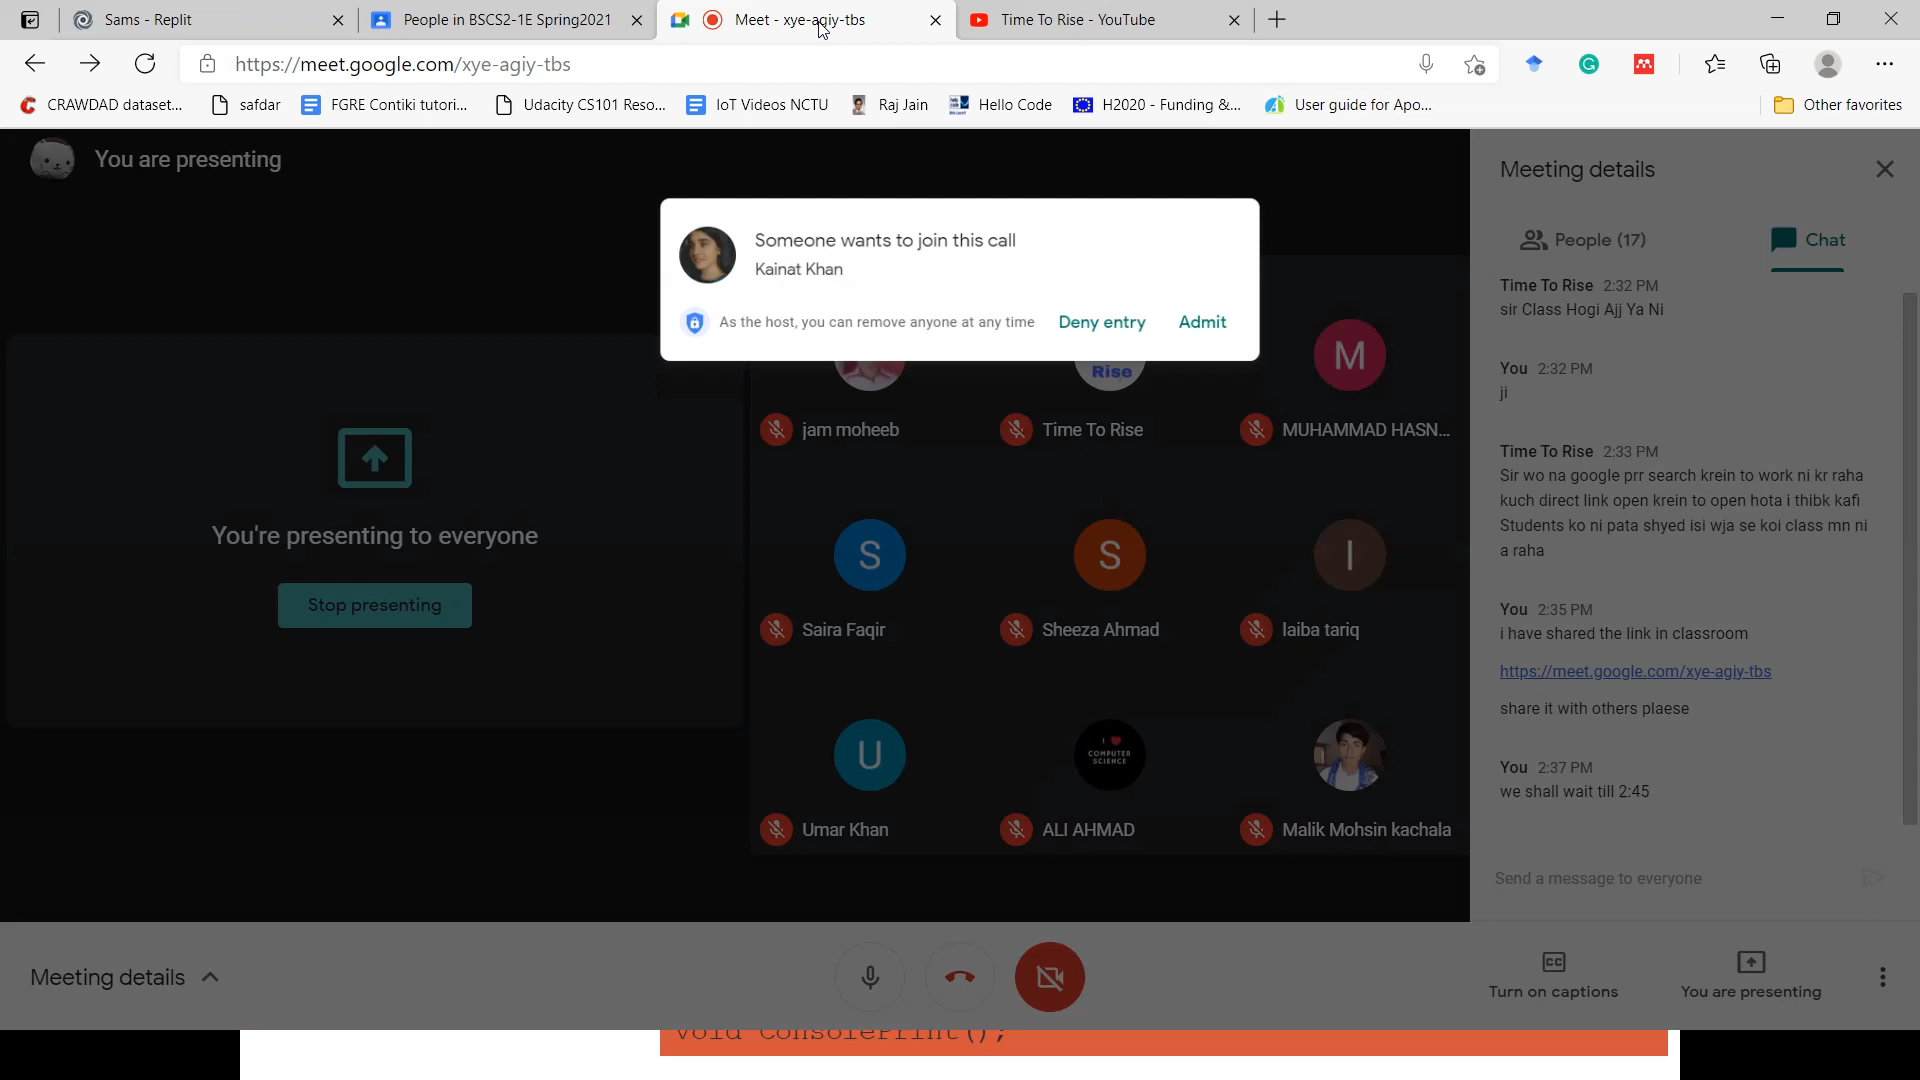 Sams - Replit
People in BSCS2-1E Spring2021
Meet - xye-agiy-tbs
Time To Rise - YouTube
https://meet.google.com/xye-agiy-tbs
CRAWDAD dataset...
safdar
FGRE Contiki tutori...
Udacity CS101 Reso...
IoT Videos NCTU
Raj Jain
Hello Code
H2020 - Funding &...
User guide for Apo...
Other favorites
You are presenting
Meeting details
Someone wants to join this call
Kainat Khan
As the host, you can remove anyone at any time
Deny entry
Admit
People (17)
Chat
Time To Rise 2:32 PM
sir Class Hogi Ajj Ya Ni
You 2:32 PM
ji
Time To Rise 2:33 PM
Sir wo na google prr search krein to work ni kr raha
kuch direct link open krein to open hota i thibk kafi
Students ko ni pata shyed isi wja se koi class mn ni
a raha
You 2:35 PM
i have shared the link in classroom
https://meet.google.com/xye-agiy-tbs
share it with others plaese
You 2:37 PM
we shall wait till 2:45
Send a message to everyone
You're presenting to everyone
Stop presenting
Rise
M
jam moheeb
Time To Rise
MUHAMMAD HASN...
S
S
l
Saira Faqir
Sheeza Ahmad
laiba tariq
U
I
COMPUTER
SCIENCE
Umar Khan
ALI AHMAD
Malik Mohsin kachala
Meeting details
CC
Turn on captions
You are presenting
void ConsolePrint();